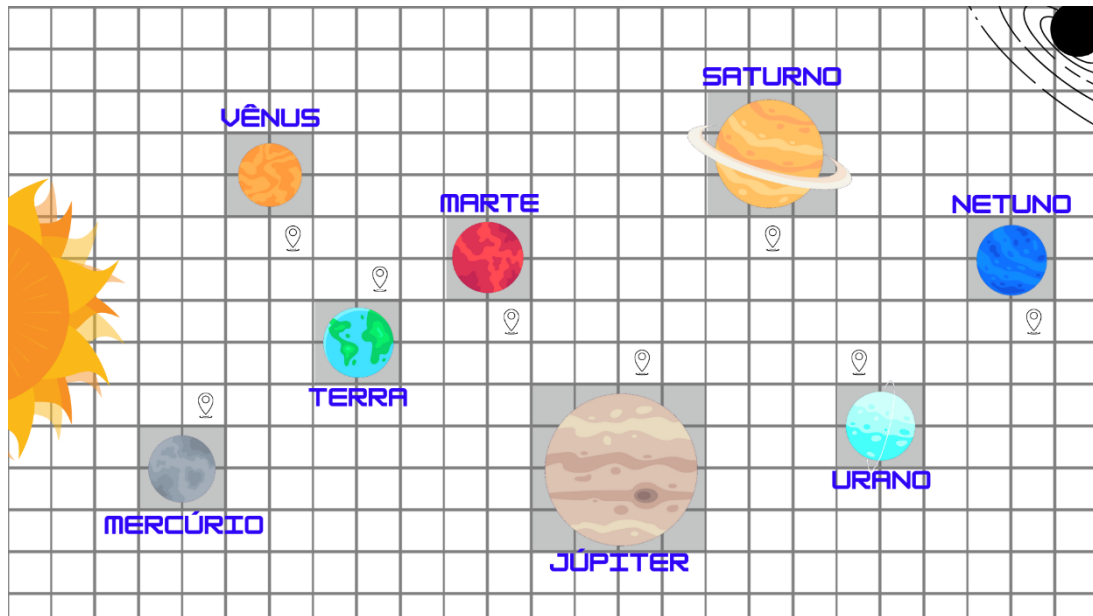 SATURNO
VÊNUS
MARTE
NETUNO
TERRA
URANO
MERCÚRIO
JÚPITER